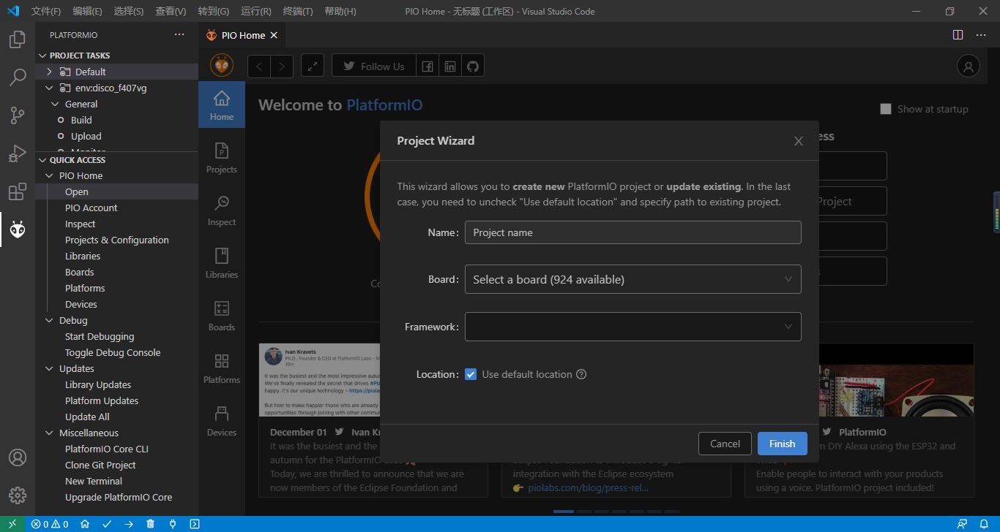 文件(F) 编辑(E) 选择(S) 查看(V) 转到(G) 运行(R) 终端(T) 帮助(H) PIO Home - 无标题 (工作区) - Visual Studio Code
PLATFORMIO
PROJECT TASKS
Default
env:disco_f407vg
General
Build
Upload
Monitor
QUICK ACCESS
PIO Home
Open
PIO Account
Inspect
Projects & Configuration
Libraries
Boards
Platforms
Devices
Debug
Start Debugging
Toggle Debug Console
Updates
Library Updates
Platform Updates
Update All
Miscellaneous
PlatformIO Core CLI
Clone Git Project
New Terminal
Upgrade PlatformIO Core
PIO Home
Follow Us
Home
Projects
Inspect
Libraries
Boards
Platforms
Devices
Welcome to PlatformIO
Show at startup
Project Wizard
This wizard allows you to create new PlatformIO project or update existing. In the last
case, you need to uncheck "Use default location" and specify path to existing project.
Name: Project name
Board: Select a board (924 available)
Framework:
Location: Use default location
Cancel Finish
ess
Project
Co
Ivan Kravets
Ph.D., Founder & CEO at PlatformIO Labs - M
10m
It was the busiest and the most impressive autu
We've finally revealed the secret that drives #Pla
happy. It's our unique technology – https://piola
But how to make happier those who are already
opportunities through joining with other commun
December 01 Ivan Kr
It was the busiest and the
autumn for the PlatformIO Labs
Today, we are thrilled to announce that we are
now members of the Eclipse Foundation and
integration with the Eclipse ecosystem
piolabs.com/blog/press-rel...
PlatformIO
n DIY Alexa using the ESP32 and
Enable people to interact with your products
using a voice. PlatformIO project included!
0 0